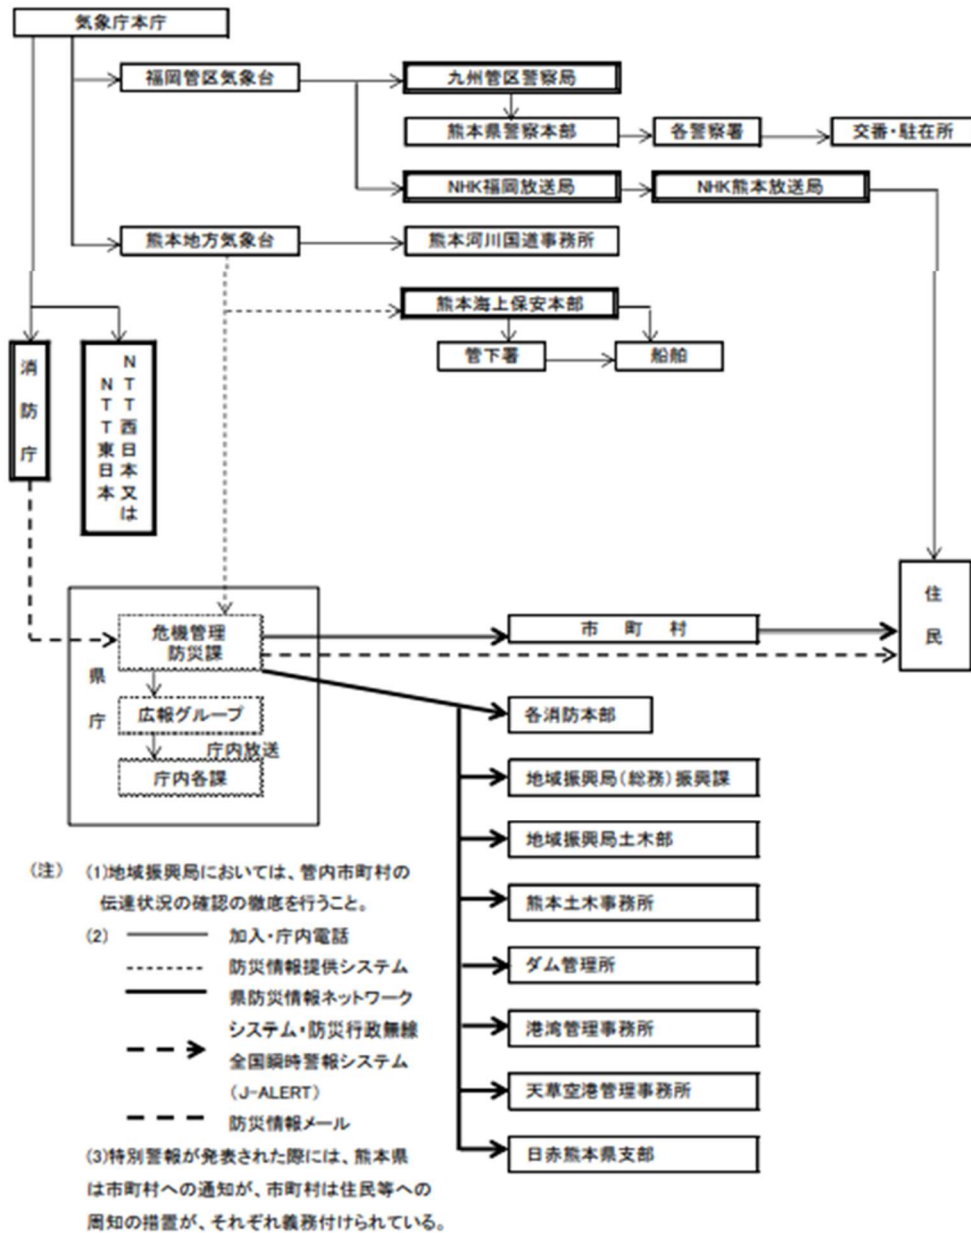 気象庁本庁
福岡管区気象台
九州管区警察局
熊本県警察本部
各警察署
交番・駐在所
NHK福岡放送局
NHK熊本放送局
熊本地方気象台
熊本河川国道事務所
熊本海上保安本部
管下署
船舶
消防庁
NTT西日本又は
NTT東日本
住民
県庁
危機管理
防災課
市町村
広報グループ
庁内放送
庁内各課
各消防本部
地域振興局(総務)振興課
地域振興局土木部
熊本土木事務所
ダム管理所
港湾管理事務所
天草空港管理事務所
日赤熊本県支部
(注) (1)地域振興局においては、管内市町村の
伝達状況の確認の徹底を行うこと。
(2) 加入・庁内電話
防災情報提供システム
県防災情報ネットワーク
システム・防災行政無線
全国瞬時警報システム
(J-ALERT)
防災情報メール
(3)特別警報が発表された際には、熊本県
は市町村への通知が、市町村は住民等への
周知の措置が、それぞれ義務付けられている。